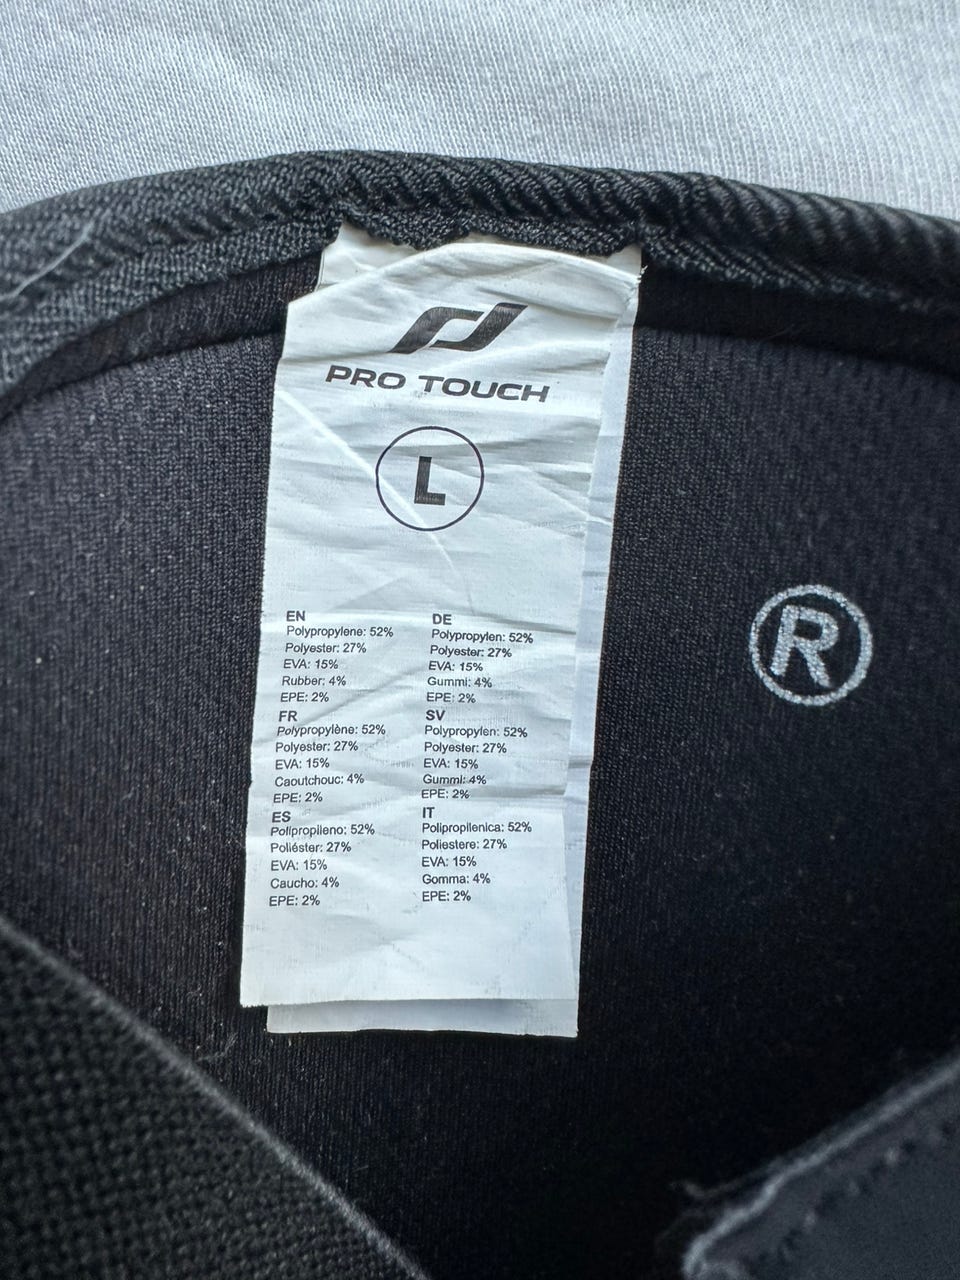 PRO TOUCH
L
EN
Polypropylene: 52%
Polyester: 27%
EVA: 15%
Rubber: 4%
EPE: 2%
FR
Polypropylène: 52%
Polyester: 27%
EVA: 15%
Caoutchouc: 4%
EPE: 2%
ES
Polipropileno: 52%
Poliéster: 27%
EVA: 15%
Caucho: 4%
EPE: 2%
DE
Polypropylen: 52%
Polyester: 27%
EVA: 15%
Gummi: 4%
EPE: 2%
SV
Polypropylen: 52%
Polyester: 27%
EVA: 15%
Gummi: 4%
EPE: 2%
IT
Polipropilenica: 52%
Poliestere: 27%
EVA: 15%
Gomma: 4%
EPE: 2%
R